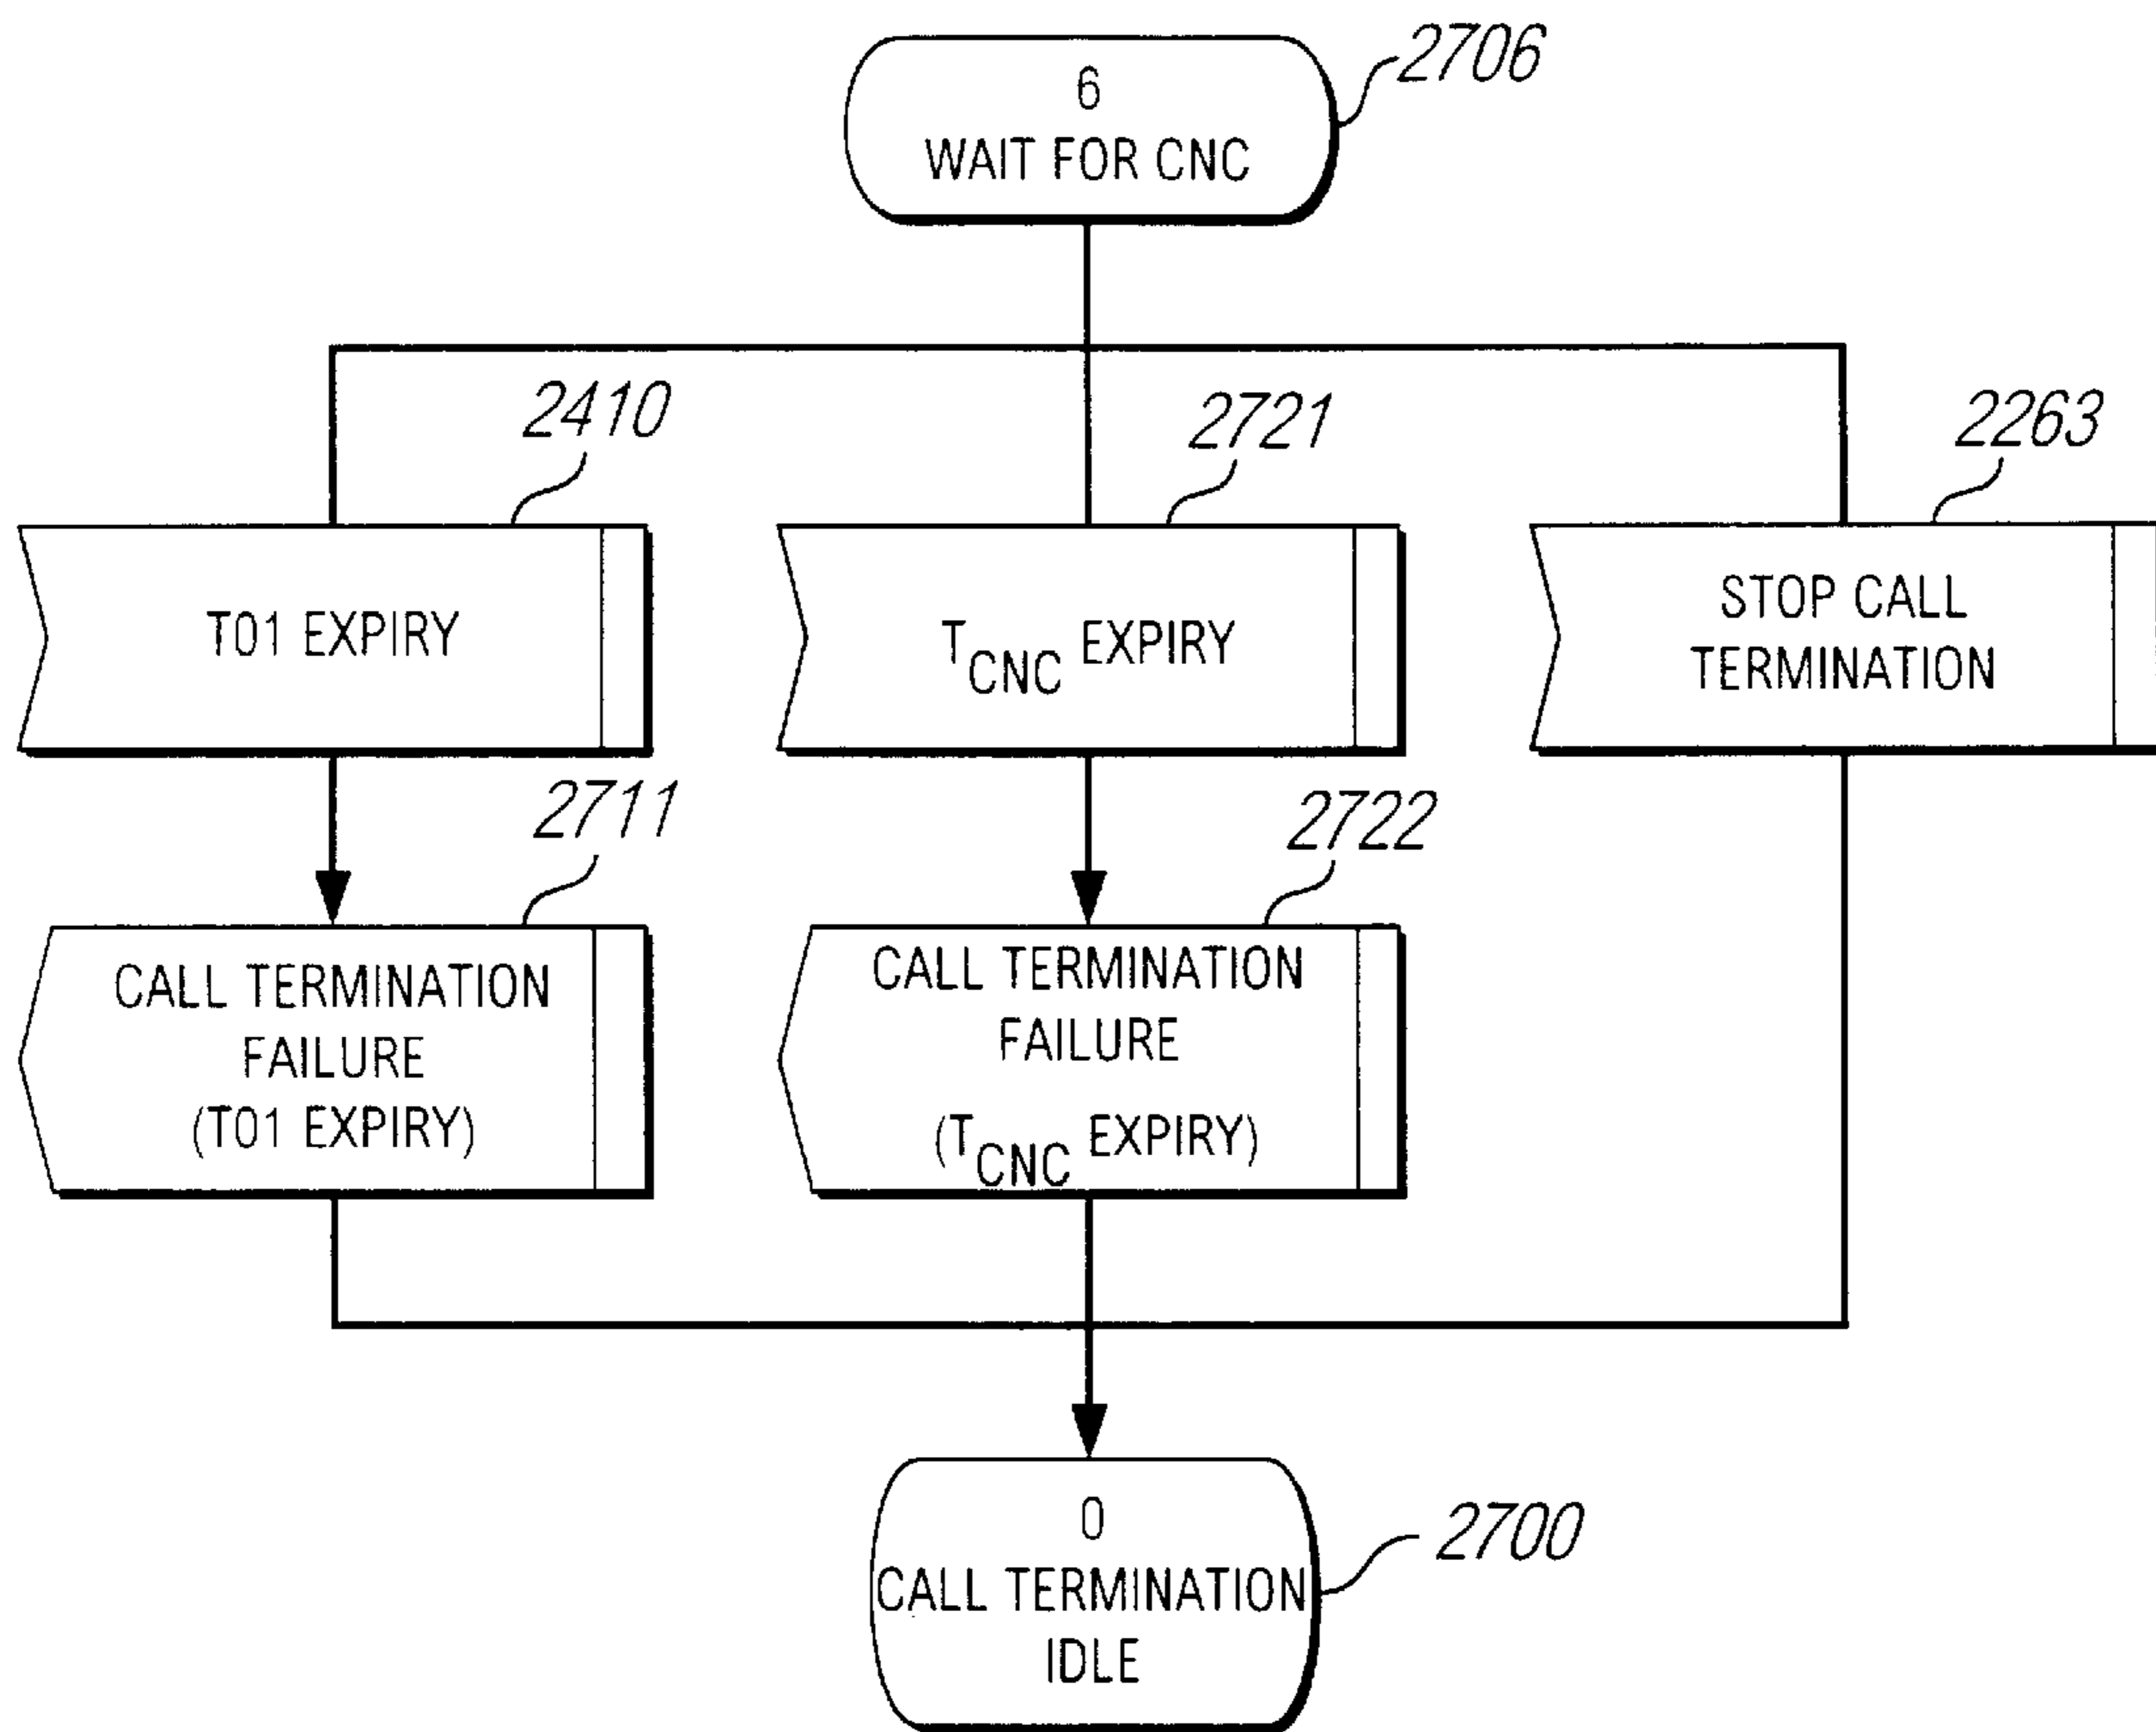 2706
6
WAIT FOR CNC
2410
2721
2263
T01 EXPIRY
TCNC EXPIRY
STOP CALL
TERMINATION
2711
2722
CALL TERMINATION
FAILURE
(T01 EXPIRY)
CALL TERMINATION
FAILURE
(TCNC EXPIRY)
0
CALL TERMINATION
IDLE
2700